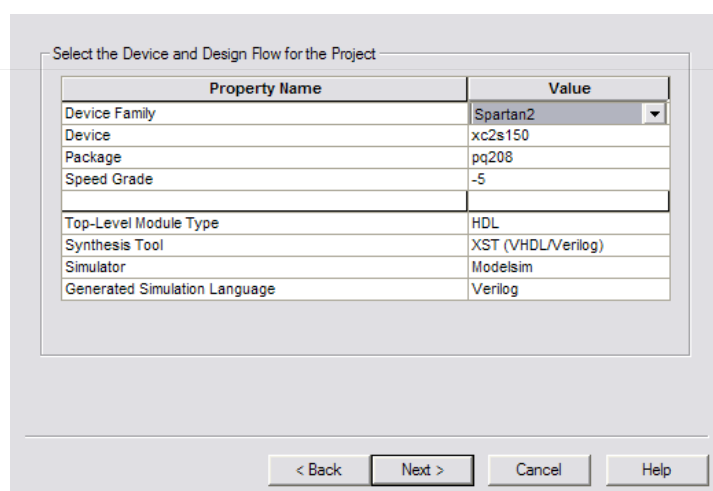 Select the Device and Design Flow for the Project
Property Name Value
Device Family Spartan2
Device xc2s150
Package pq208
Speed Grade -5
Top-Level Module Type HDL
Synthesis Tool XST (VHDL/Verilog)
Simulator Modelsim
Generated Simulation Language Verilog
< Back Next > Cancel Help